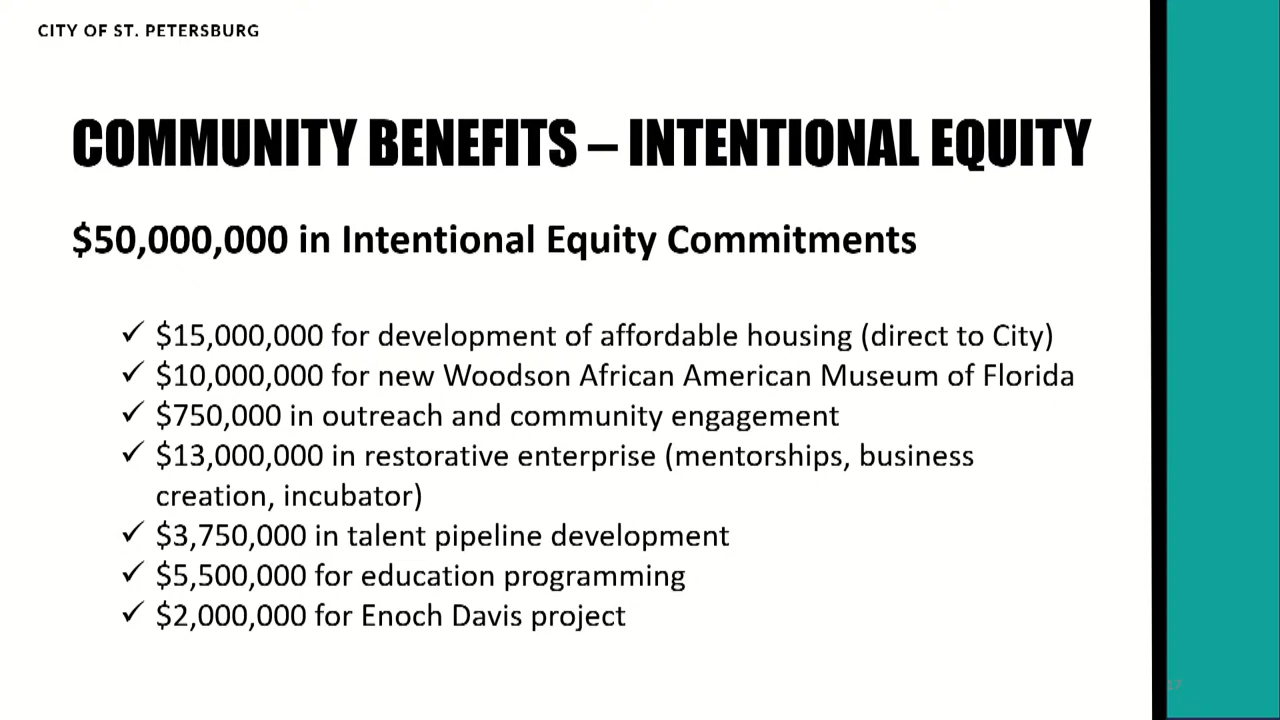 CITY OF ST. PETERSBURG
COMMUNITY BENEFITS – INTENTIONAL EQUITY
$50,000,000 in Intentional Equity Commitments
✓ $15,000,000 for development of affordable housing (direct to City)
✓ $10,000,000 for new Woodson African American Museum of Florida
✓ $750,000 in outreach and community engagement
✓ $13,000,000 in restorative enterprise (mentorships, business
creation, incubator)
✓ $3,750,000 in talent pipeline development
✓ $5,500,000 for education programming
✓ $2,000,000 for Enoch Davis project
17